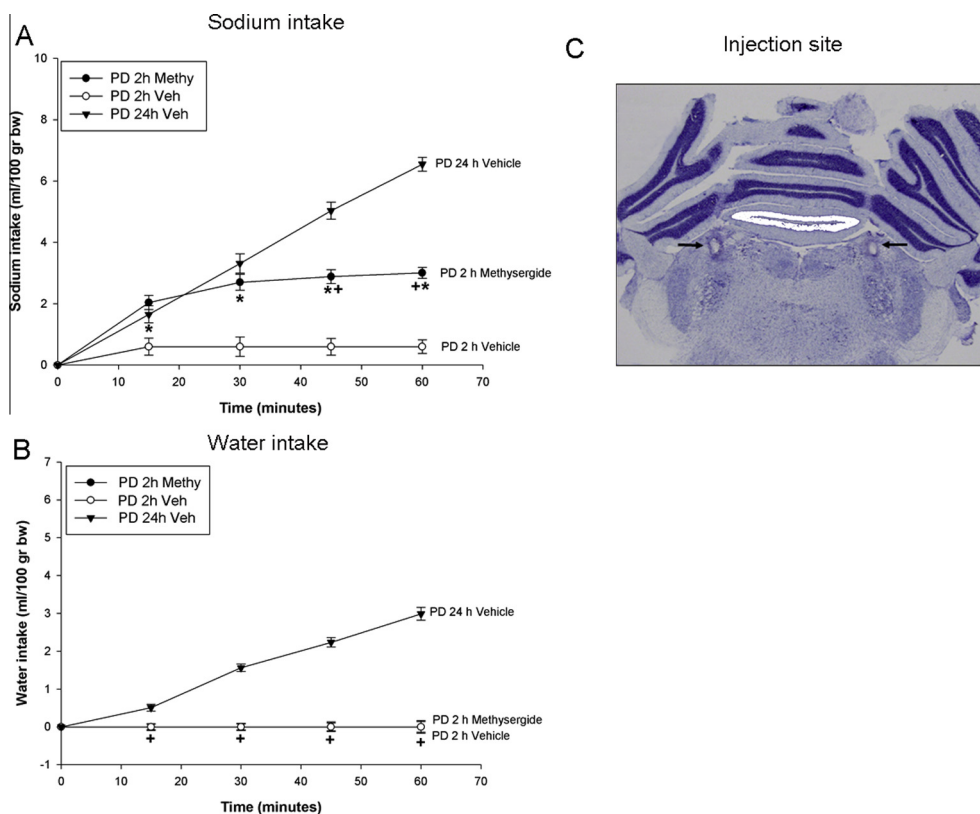 A
Sodium intake
10
8
6
4
2
0
Sodium intake (ml/100 gr bw)
PD 2h Methy
PD 2h Veh
PD 24h Veh
PD 24 h Vehicle
PD 2 h Methysergide
PD 2 h Vehicle
*
*
*+
+*
0 10 20 30 40 50 60 70
Time (minutes)
B
Water intake
7
6
5
4
3
2
1
0
-1
Water intake (ml/100 gr bw)
PD 2h Methy
PD 2h Veh
PD 24h Veh
PD 24 h Vehicle
PD 2 h Methysergide
PD 2 h Vehicle
+ + + +
0 10 20 30 40 50 60 70
Time (minutes)
C
Injection site